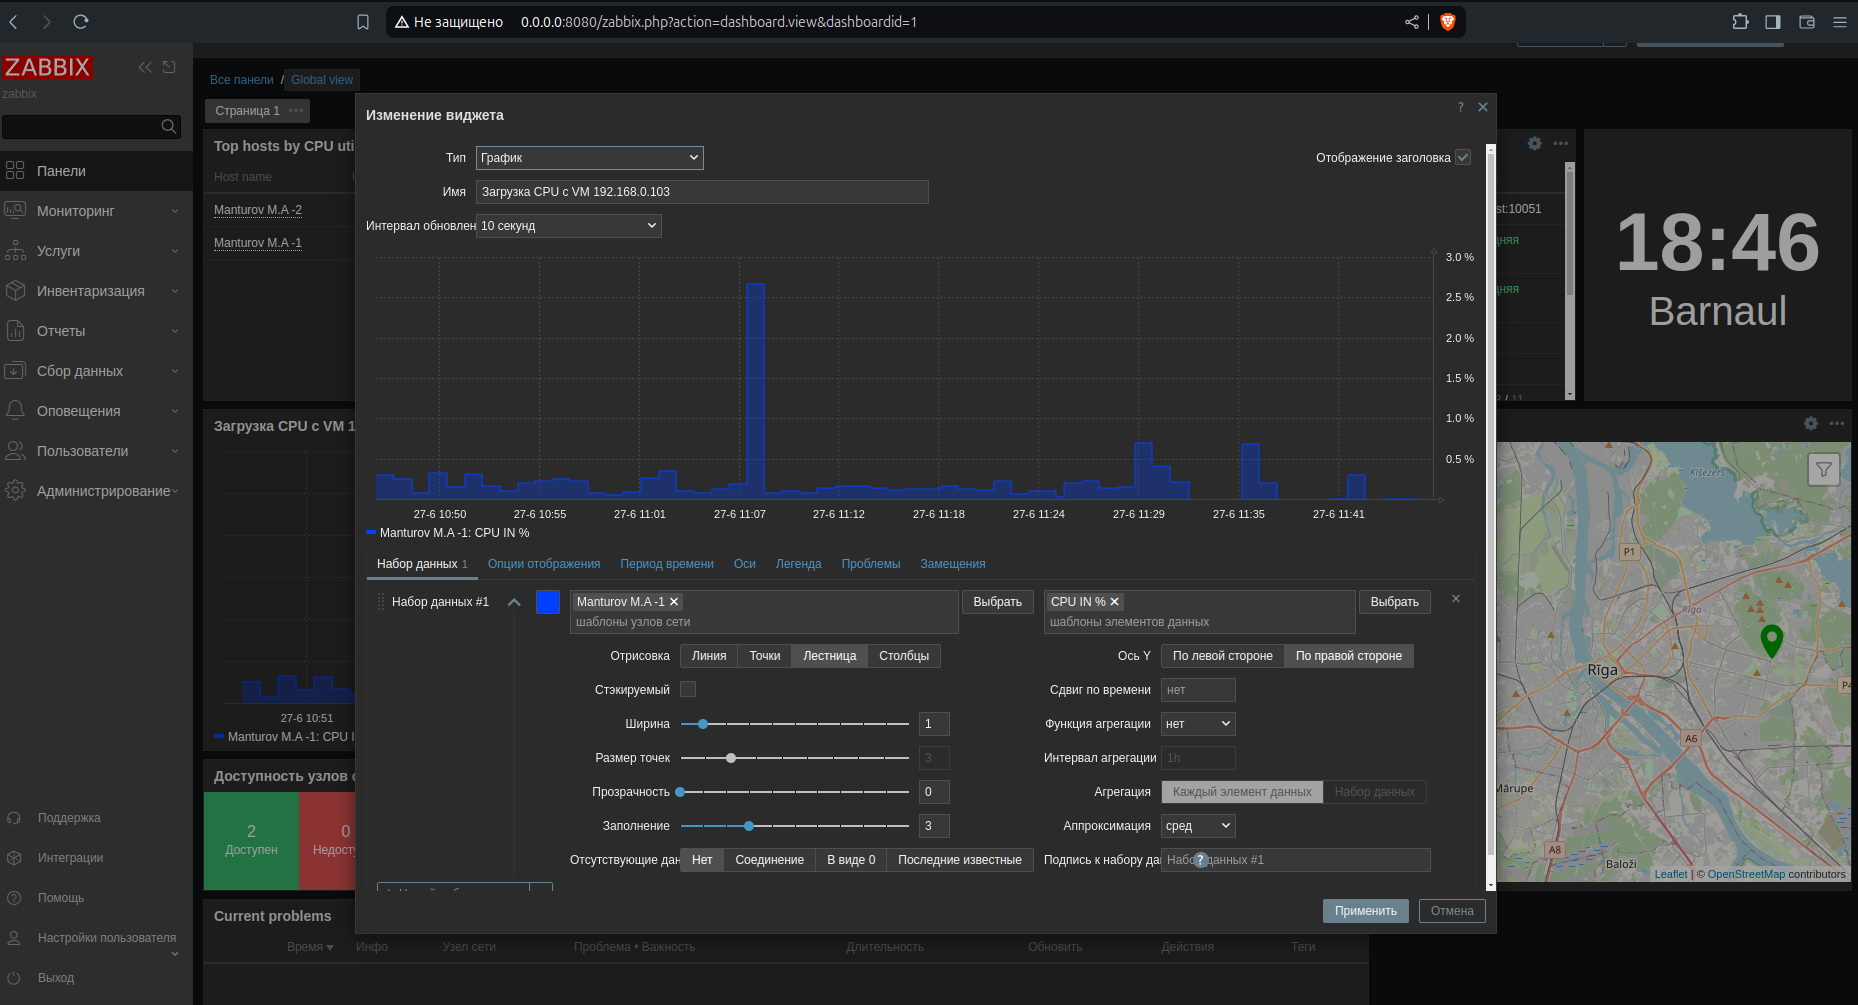 Не защищено 0.0.0.0:8080/zabbix.php?action=dashboard.view&dashboardid=1
ZABBIX
zabbix
Все панели / Global view
Страница 1
Панели
Мониторинг
Услуги
Инвентаризация
Отчеты
Сбор данных
Оповещения
Пользователи
Администрирование
Поддержка
Интеграции
Помощь
Настройки пользователя
Выход
Top hosts by CPU uti
Host name
Manturov M.A -2
Manturov M.A -1
Загрузка CPU с VM 1
27-6 10:51
Manturov M.A -1: CPU I
Доступность узлов с
2
Доступен
0
Недосту
Current problems
Время Инфо Узел сети Проблема • Важность Длительность Обновить Действия Теги
Изменение виджета
?
Тип График Отображение заголовка
Имя Загрузка CPU с VM 192.168.0.103
Интервал обновлен 10 секунд
3.0 %
2.5 %
2.0 %
1.5 %
1.0 %
0.5 %
27-6 10:50 27-6 10:55 27-6 11:01 27-6 11:07 27-6 11:12 27-6 11:18 27-6 11:24 27-6 11:29 27-6 11:35 27-6 11:41
Manturov M.A -1: CPU IN %
Набор данных 1 Опции отображения Период времени Оси Легенда Проблемы Замещения
Набор данных #1 Manturov M.A -1 Выбрать CPU IN % Выбрать
шаблоны узлов сети шаблоны элементов данных
Отрисовка Линия Точки Лестница Столбцы Ось Y По левой стороне По правой стороне
Стэкируемый Сдвиг по времени нет
Ширина 1 Функция агрегации нет
Размер точек 3 Интервал агрегации 1h
Прозрачность 0 Агрегация Каждый элемент данных Набор данных
Заполнение 3 Аппроксимация сред
Отсутствующие дан Нет Соединение В виде 0 Последние известные Подпись к набору да ? Набор данных #1
Применить Отмена
st:10051
дняя
дняя
18:46
Barnaul
Ķīšezers
P1
Rīga
Rīga
P4
A6
Mārupe
A8
Baloži
Leaflet | © OpenStreetMap contributors